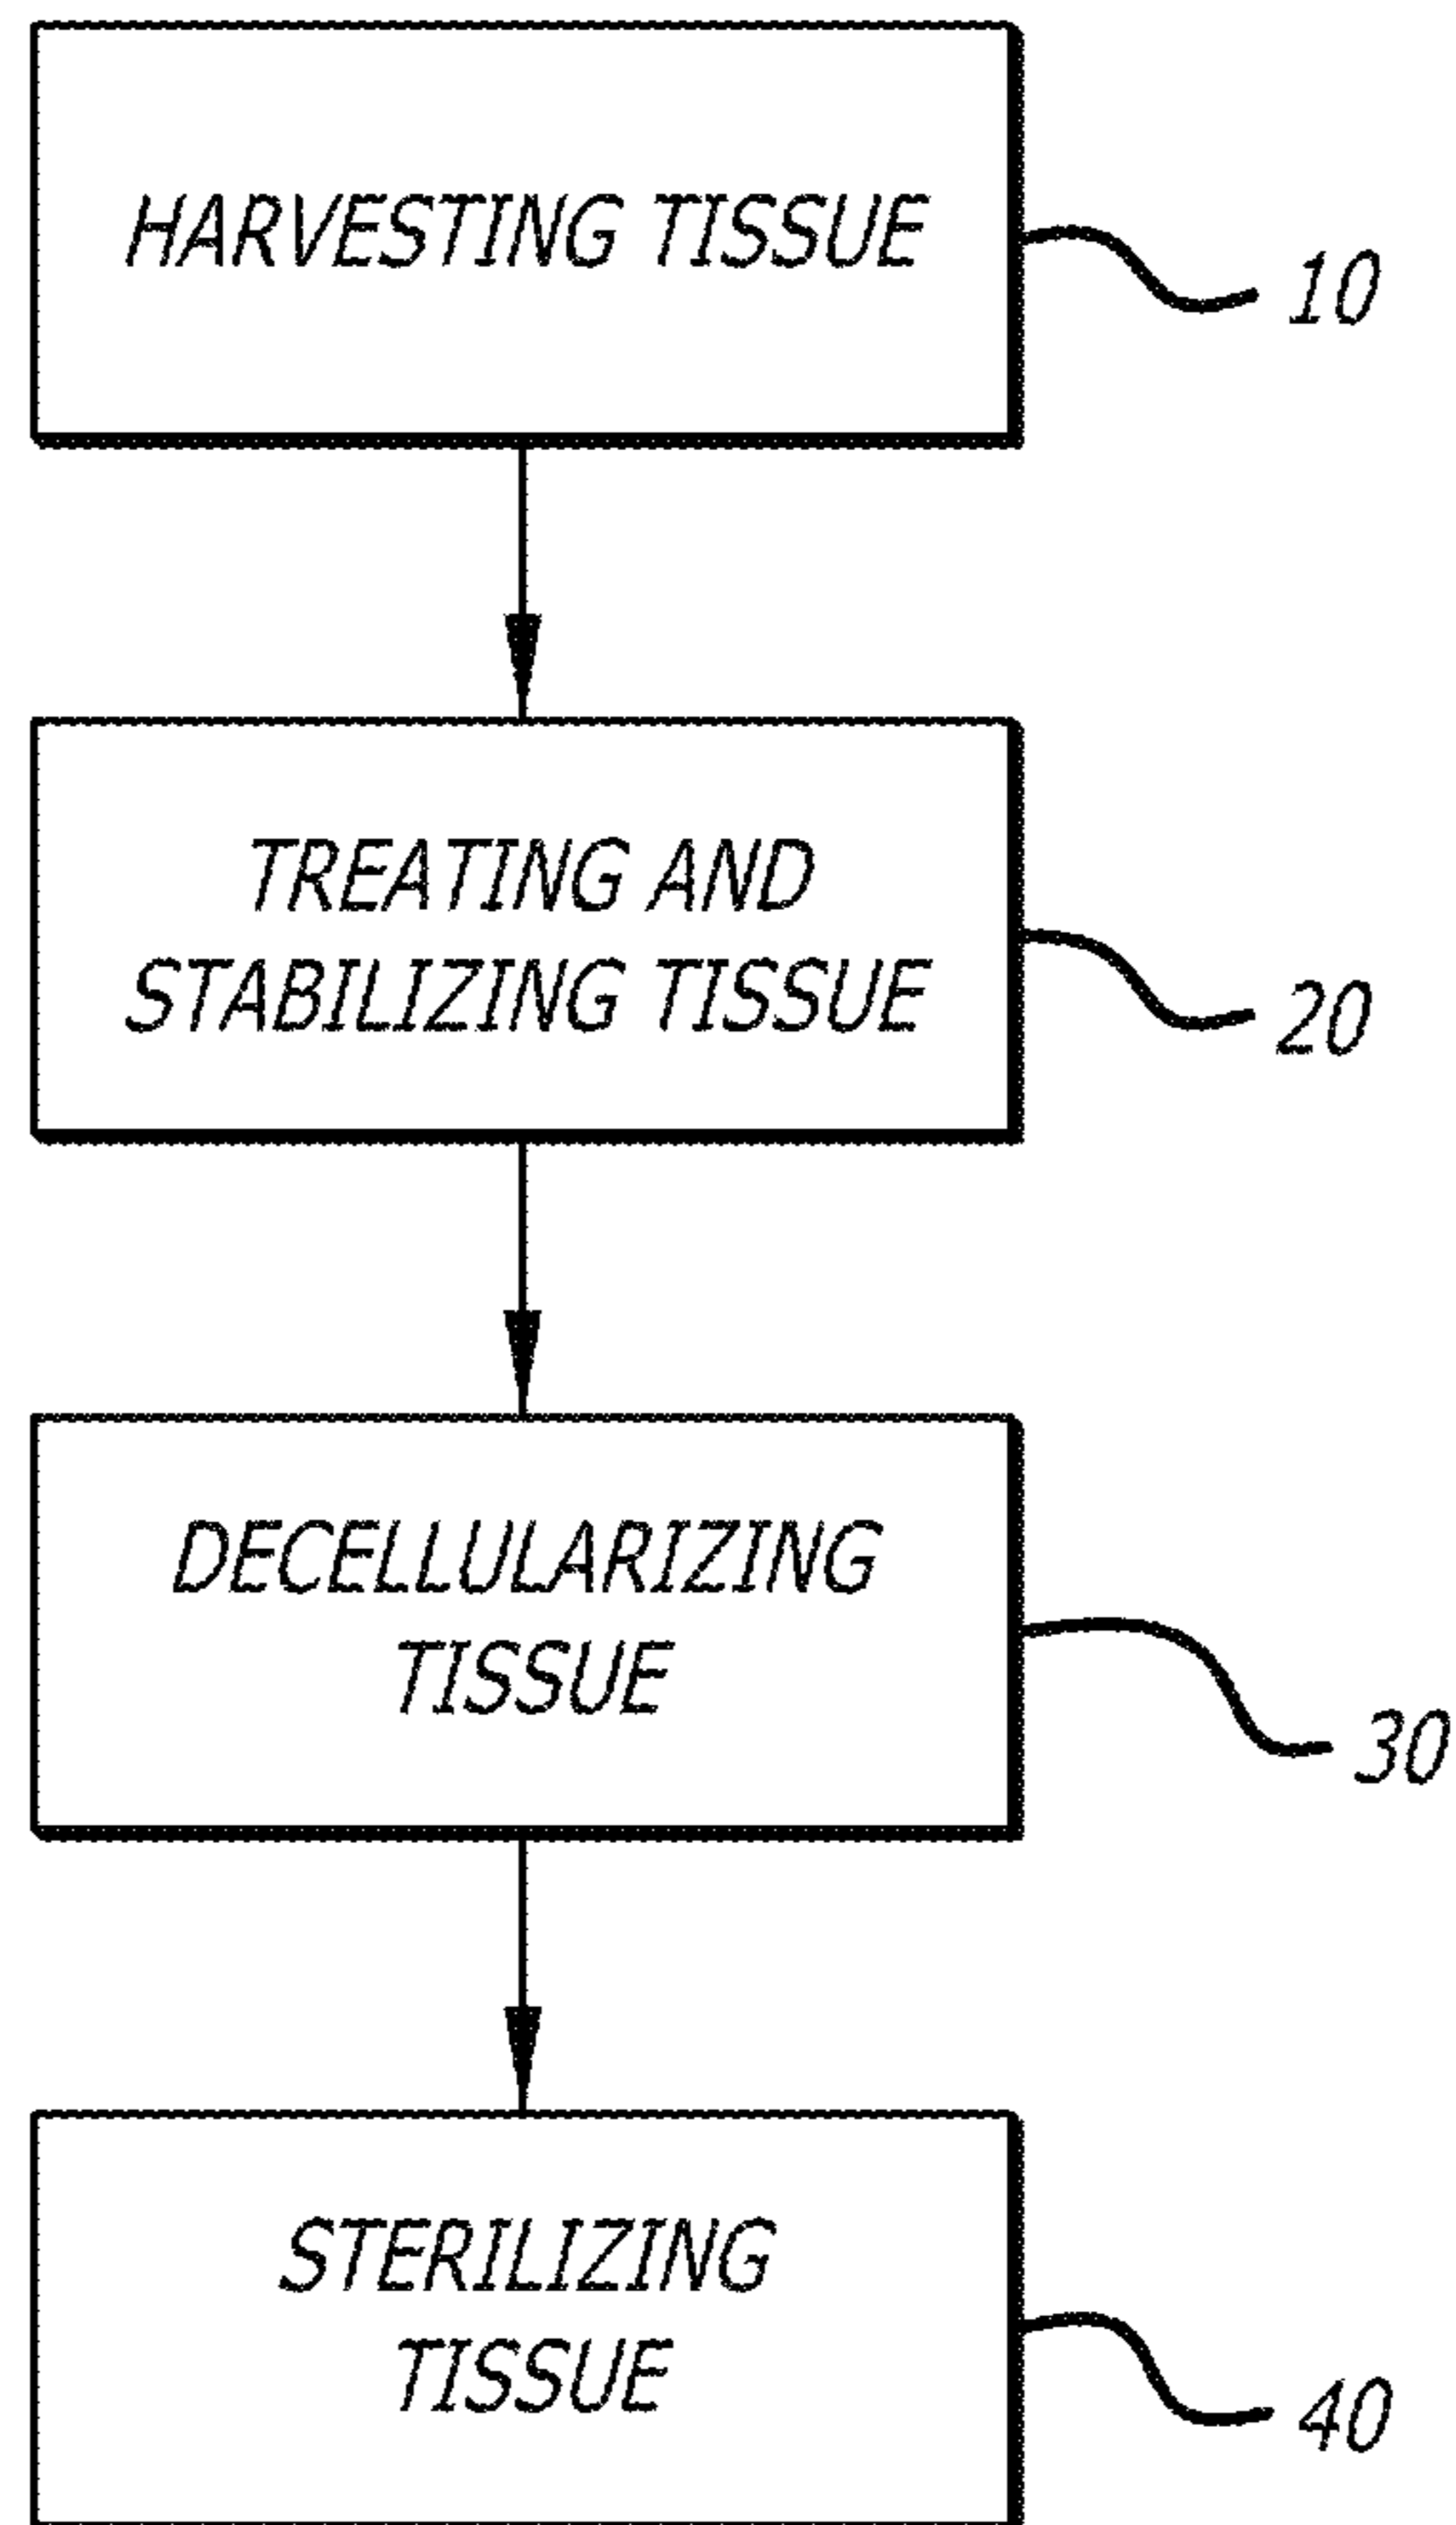 HARVESTING TISSUE
10
TREATING AND
STABILIZING TISSUE
20
DECELLULARIZING
TISSUE
30
STERILIZING
TISSUE
40